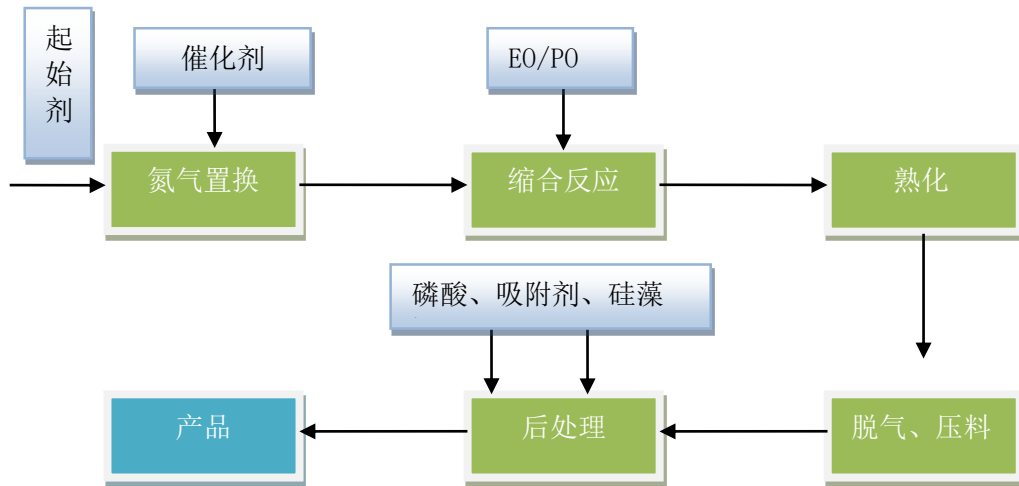 起
始
剂
催化剂
EO/PO
氮气置换
缩合反应
熟化
磷酸、吸附剂、硅藻
产品
后处理
脱气、压料